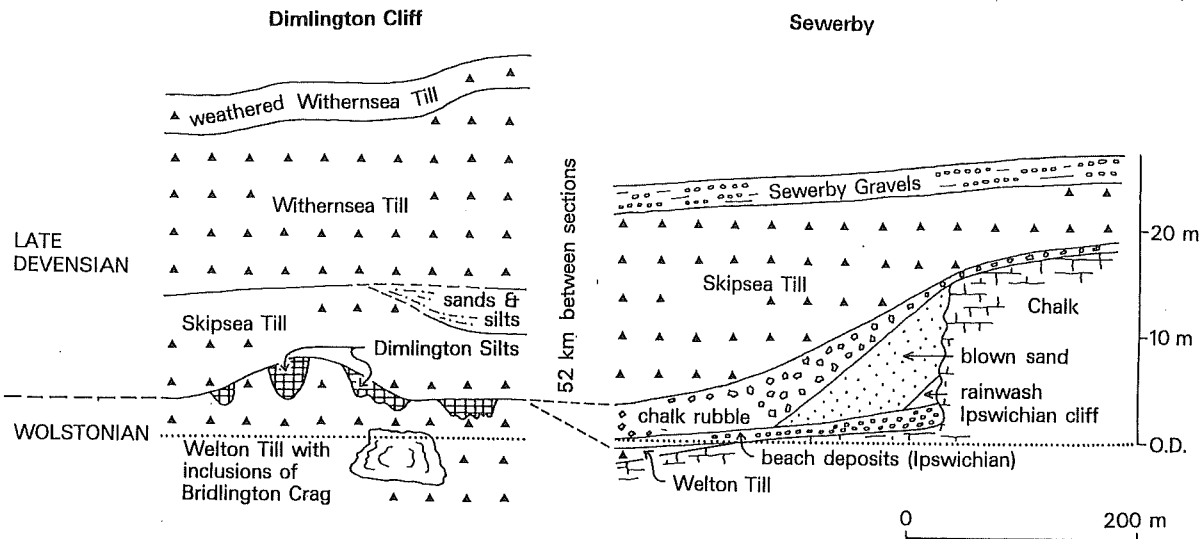 Dimlington Cliff
Sewerby
weathered Withernsea Till
Withernsea Till
LATE
DEVENSIAN
sands &
silts
Skipsea Till
Dimlington Silts
WOLSTONIAN
Welton Till with
inclusions of
Bridlington Crag
52 km between sections
Sewerby Gravels
20 m
Skipsea Till
Chalk
10 m
blown sand
rainwash
chalk rubble
Ipswichian cliff
O.D.
beach deposits (Ipswichian)
Welton Till
0
200 m